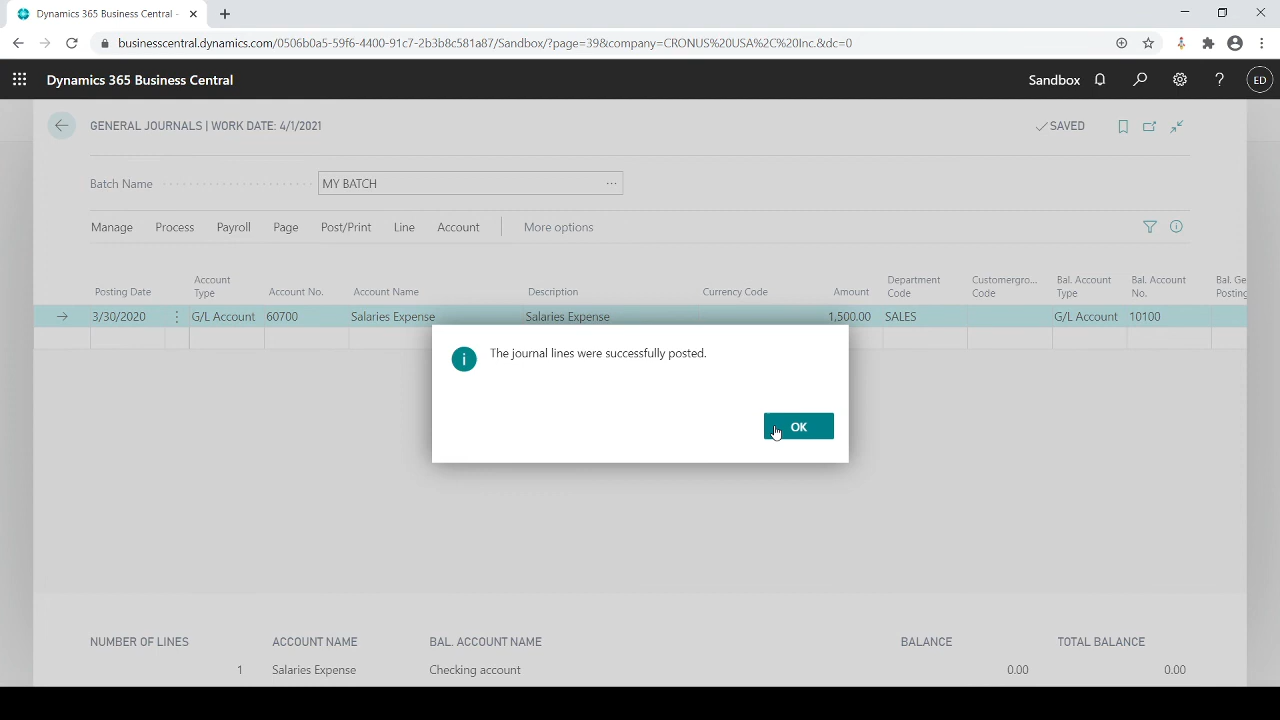 Dynamics 365 Business Central -
businesscentral.dynamics.com/0506b0a5-59f6-4400-91c7-2b3b8c581a87/Sandbox/?page=39&company=CRONUS%20USA%2C%20Inc.&dc=0
Dynamics 365 Business Central
Sandbox
ED
GENERAL JOURNALS | WORK DATE: 4/1/2021
SAVED
Batch Name
MY BATCH
Manage Process Payroll Page Post/Print Line Account More options
Posting Date Account Type Account No. Account Name Description Currency Code Amount Department Code Customergro... Code Bal. Account Type Bal. Account No. Bal. Ge Posting
3/30/2020 G/L Account 60700 Salaries Expense Salaries Expense 1,500.00 SALES G/L Account 10100
The journal lines were successfully posted.
OK
NUMBER OF LINES ACCOUNT NAME BAL. ACCOUNT NAME BALANCE TOTAL BALANCE
1 Salaries Expense Checking account 0.00 0.00